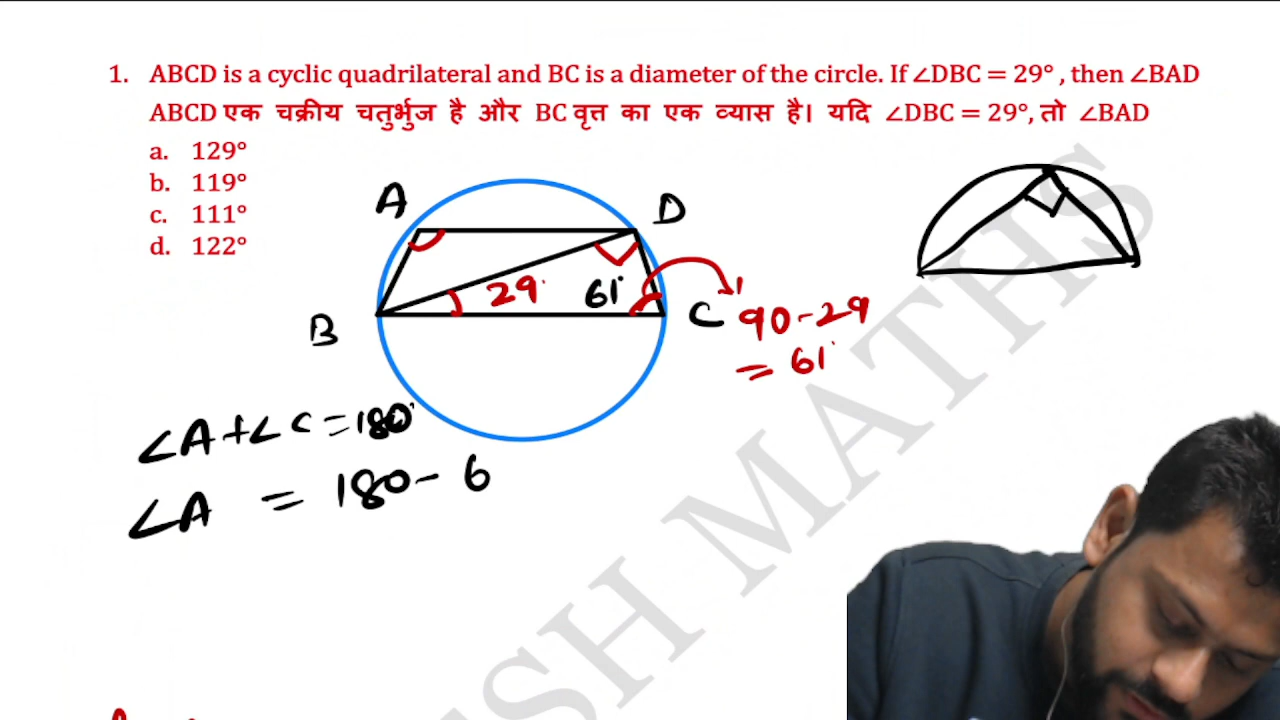 1. ABCD is a cyclic quadrilateral and BC is a diameter of the circle. If ∠DBC = 29° , then ∠BAD
ABCD एक चक्रीय चतुर्भुज है और BC वृत्त का एक व्यास है। यदि ∠DBC = 29°, तो ∠BAD
a. 129°
b. 119°
c. 111°
d. 122°
A
D
29°
61°
B
C
90-29
= 61°
∠A+∠C=180°
∠A = 180- 6
SH MATHS